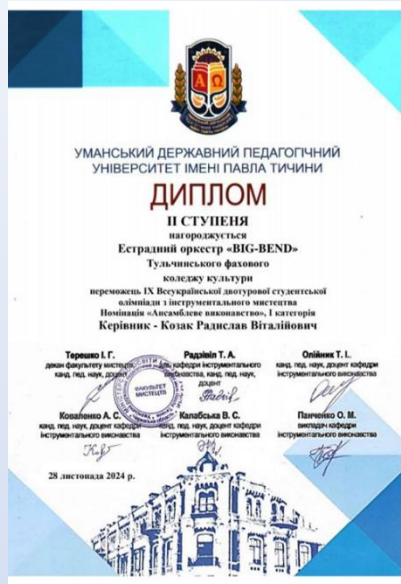 Α Ω
УМАНСЬКИЙ ДЕРЖАВНИЙ ПЕДАГОГІЧНИЙ
УНІВЕРСИТЕТ ІМЕНІ ПАВЛА ТИЧИНИ
ДИПЛОМ
ІІ СТУПЕНЯ
нагороджується
Естрадний оркестр «BIG-BEND»
Тульчинського фахового
коледжу культури
переможець ІХ Всеукраїнської двотурової студентської
олімпіади з інструментального мистецтва
Номінація «Ансамблеве виконавство», І категорія
Керівник - Козак Радислав Віталійович
Терешко І. Г.
декан факультету мистецтв,
канд. пед. наук, доцент
Радзівіл Т. А.
кафедри інструментального
виконавства, канд. пед. наук,
доцент
Олійник Т. І.
канд. пед. наук, доцент кафедри
інструментального виконавства
ФАКУЛЬТЕТ
МИСТЕЦТВ
Коваленко А. С.
канд. пед. наук, доцент кафедри
інструментального виконавства
Калабська В. С.
канд. пед. наук, доцент кафедри
інструментального виконавства
Панченко О. М.
викладач кафедри
інструментального виконавства
28 листопада 2024 р.